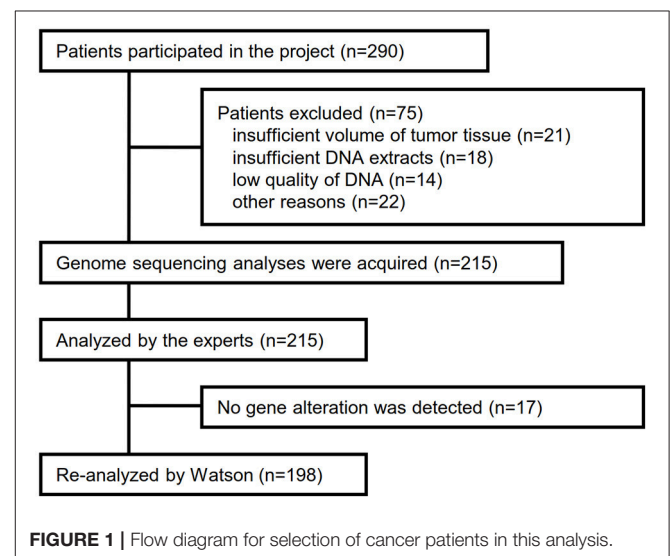 Patients participated in the project (n=290)
Patients excluded (n=75)
insufficient volume of tumor tissue (n=21)
insufficient DNA extracts (n=18)
low quality of DNA (n=14)
other reasons (n=22)
Genome sequencing analyses were acquired (n=215)
Analyzed by the experts (n=215)
No gene alteration was detected (n=17)
Re-analyzed by Watson (n=198)
FIGURE 1 | Flow diagram for selection of cancer patients in this analysis.